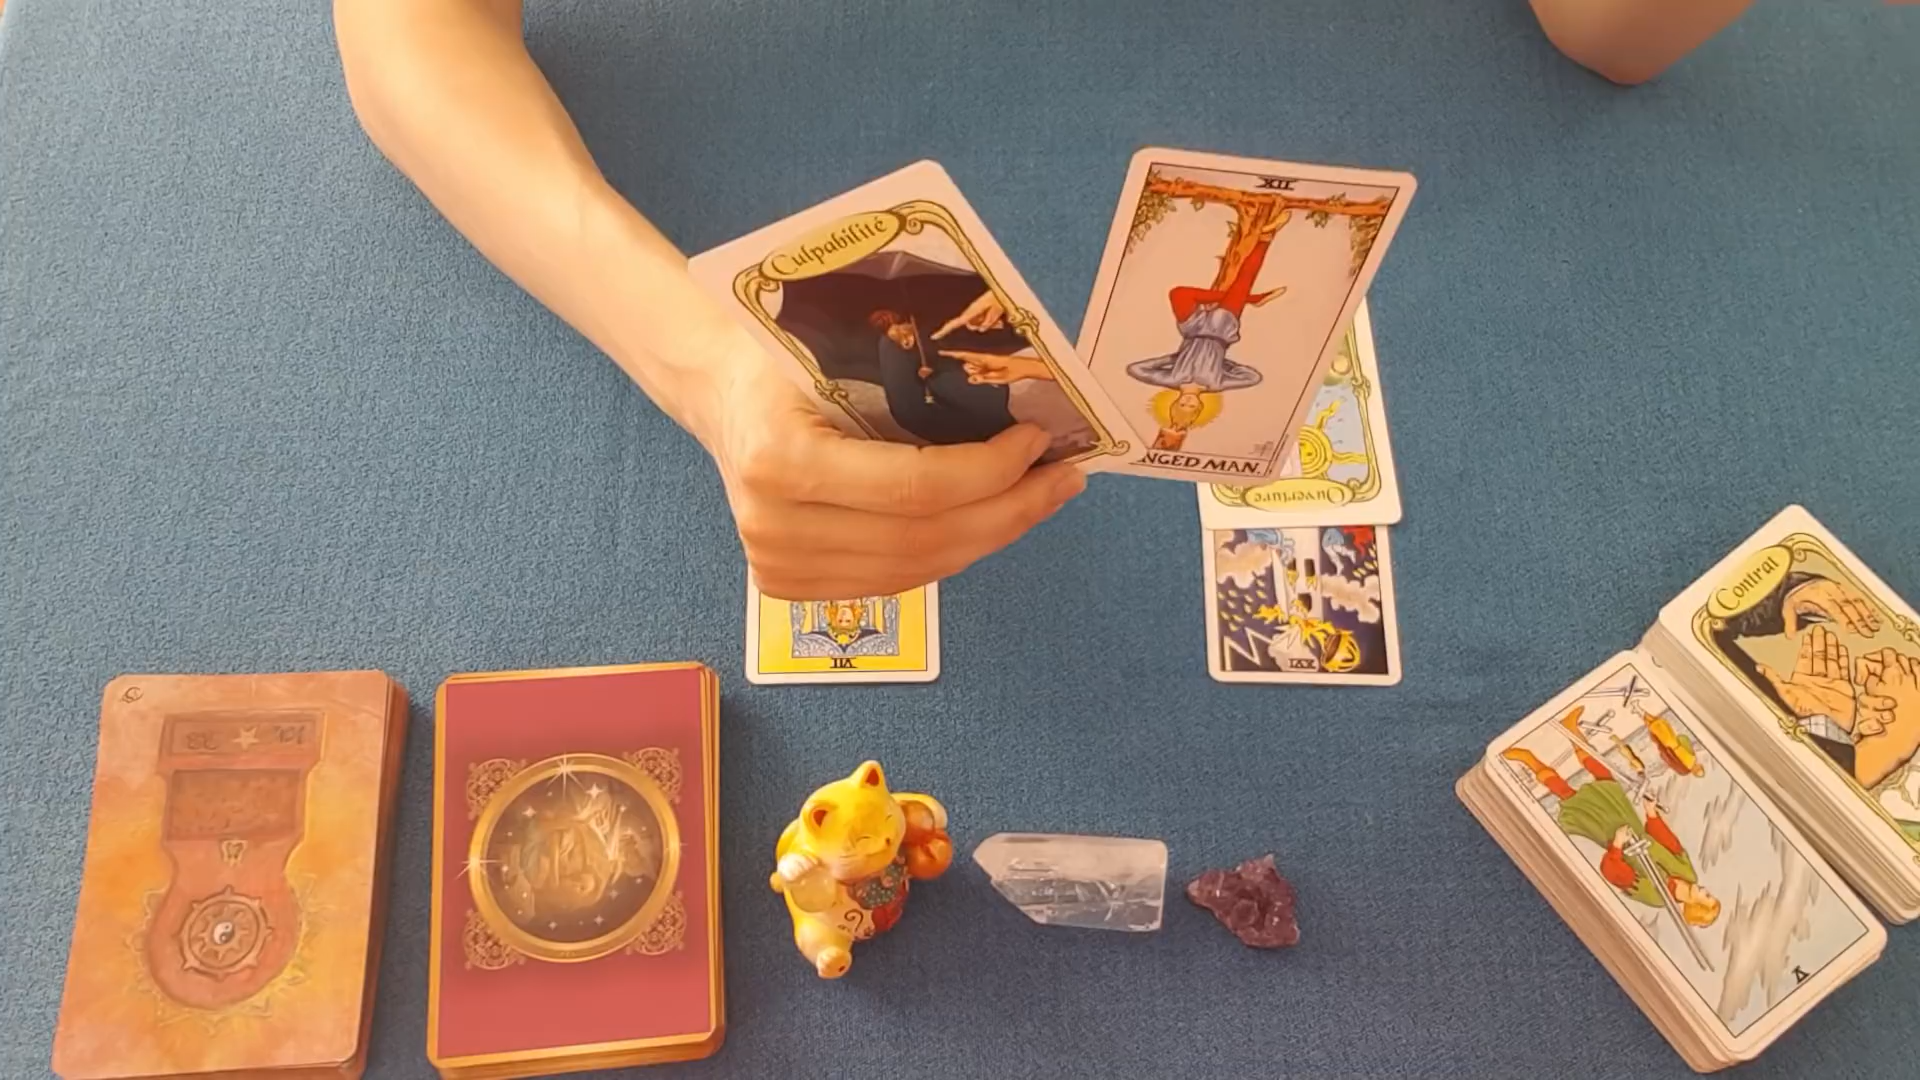 Culpabilité
XII
NGED MAN.
Ouverture
VII
XVI
Contrat
V